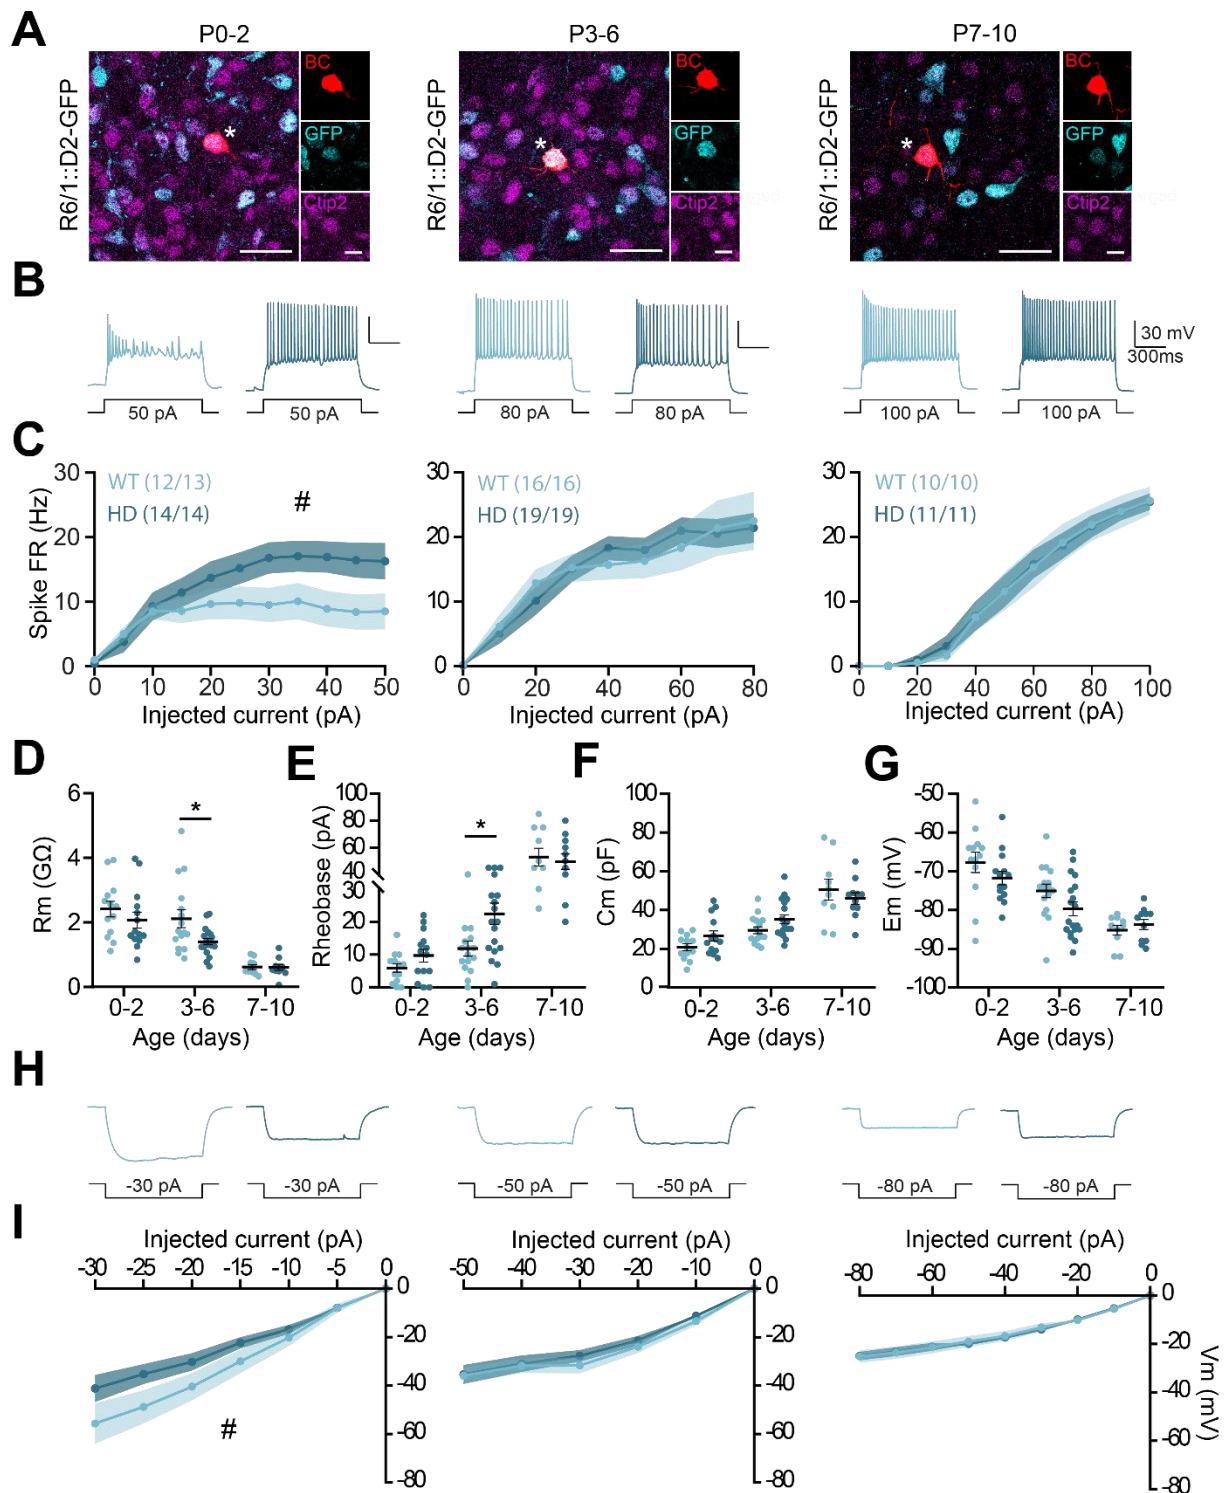 A
P0-2
P3-6
P7-10
R6/1::D2-GFP
BC
GFP
Ctip2
R6/1::D2-GFP
BC
GFP
Ctip2
R6/1::D2-GFP
BC
GFP
Ctip2
B
50 pA
50 pA
80 pA
80 pA
100 pA
100 pA
30 mV
300ms
C
Spike FR (Hz)
30
20
10
0
WT (12/13)
HD (14/14)
#
0 10 20 30 40 50
Injected current (pA)
30
20
10
0
WT (16/16)
HD (19/19)
0 20 40 60 80
Injected current (pA)
30
20
10
0
WT (10/10)
HD (11/11)
0 20 40 60 80 100
Injected current (pA)
D
Rm (GΩ)
6
4
2
0
*
0-2 3-6 7-10
Age (days)
E
Rheobase (pA)
100
80
60
40
30
20
10
0
*
0-2 3-6 7-10
Age (days)
F
Cm (pF)
100
80
60
40
20
0
0-2 3-6 7-10
Age (days)
G
Em (mV)
-50
-60
-70
-80
-90
-100
0-2 3-6 7-10
Age (days)
H
-30 pA
-30 pA
-50 pA
-50 pA
-80 pA
-80 pA
I
Injected current (pA)
-30 -25 -20 -15 -10 -5 0
0
-20
-40
-60
-80
#
Injected current (pA)
-50 -40 -30 -20 -10 0
0
-20
-40
-60
-80
Injected current (pA)
-80 -60 -40 -20 0
0
-20
-40
-60
-80
Vm (mV)